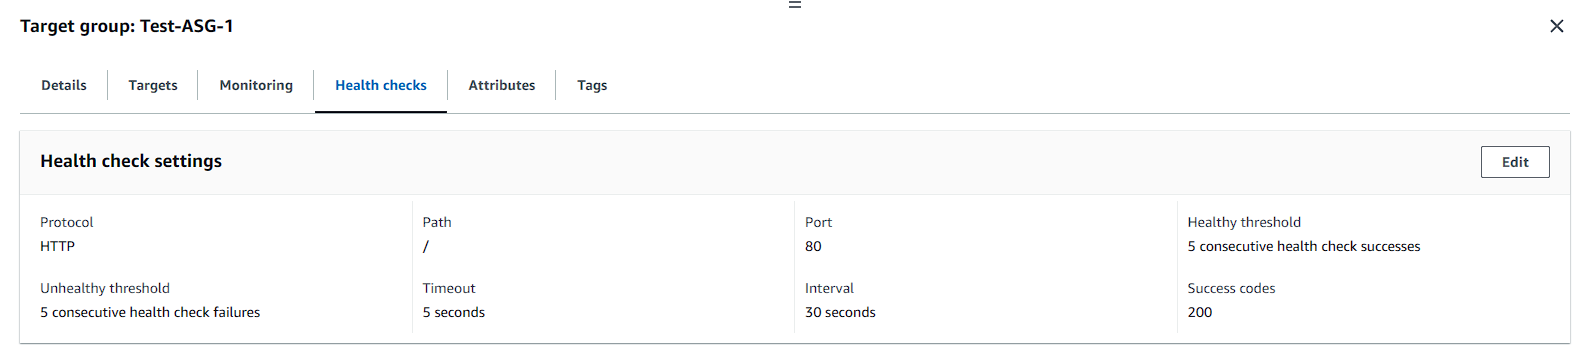 Target group: Test-ASG-1
Details
Targets
Monitoring
Health checks
Attributes
Tags
Health check settings
Edit
Protocol
HTTP
Path
/
Port
80
Healthy threshold
5 consecutive health check successes
Unhealthy threshold
5 consecutive health check failures
Timeout
5 seconds
Interval
30 seconds
Success codes
200